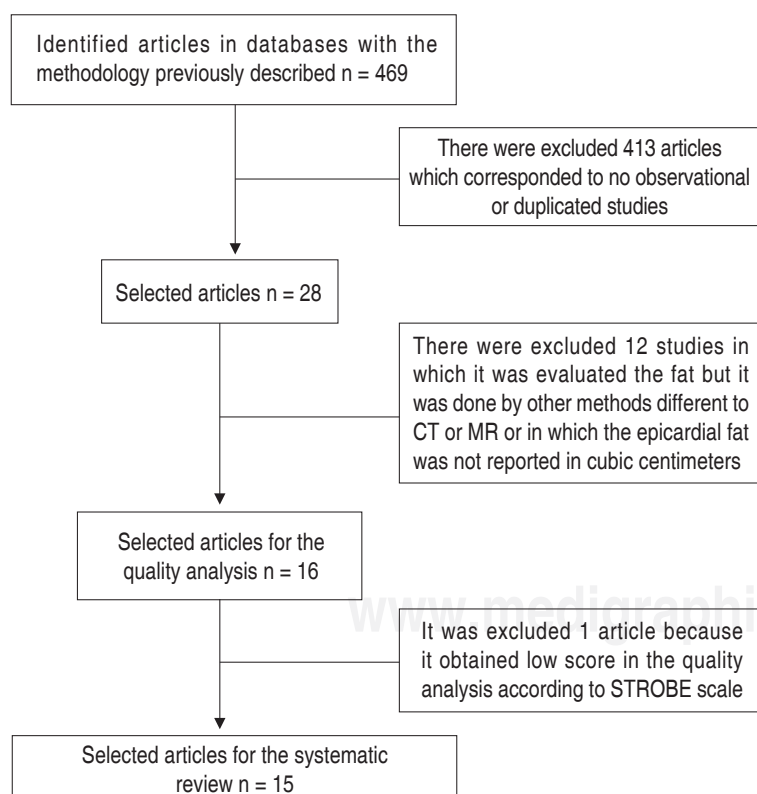 Identified articles in databases with the
methodology previously described n = 469
There were excluded 413 articles
which corresponded to no observational
or duplicated studies
Selected articles n = 28
There were excluded 12 studies in
which it was evaluated the fat but it
was done by other methods different to
CT or MR or in which the epicardial fat
was not reported in cubic centimeters
Selected articles for the
quality analysis n = 16
www.medigraphi
It was excluded 1 article because
it obtained low score in the quality
analysis according to STROBE scale
Selected articles for the systematic
review n = 15